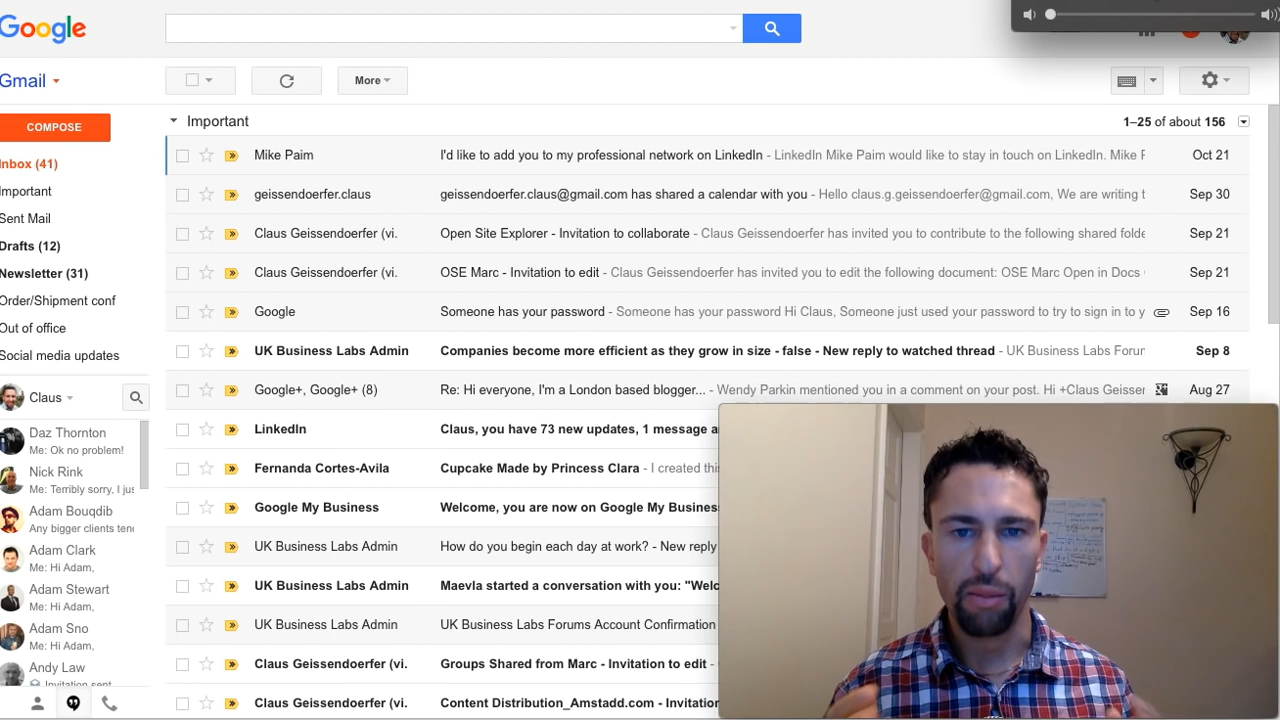 Google
Gmail
More
COMPOSE
Important
1–25 of about 156
Inbox (41)
Important
Sent Mail
Drafts (12)
Newsletter (31)
Order/Shipment conf
Out of office
Social media updates
Claus
Daz Thornton
Me: Ok no problem!
Nick Rink
Me: Terribly sorry, I jus
Adam Bouqdib
Any bigger clients tend
Adam Clark
Me: Hi Adam,
Adam Stewart
Me: Hi Adam,
Adam Sno
Me: Hi Adam,
Andy Law
Invitation sent
Mike Paim I'd like to add you to my professional network on LinkedIn - LinkedIn Mike Paim would like to stay in touch on LinkedIn. Mike P Oct 21
geissendoerfer.claus geissendoerfer.claus@gmail.com has shared a calendar with you - Hello claus.g.geissendoerfer@gmail.com, We are writing t Sep 30
Claus Geissendoerfer (vi. Open Site Explorer - Invitation to collaborate - Claus Geissendoerfer has invited you to contribute to the following shared folde Sep 21
Claus Geissendoerfer (vi. OSE Marc - Invitation to edit - Claus Geissendoerfer has invited you to edit the following document: OSE Marc Open in Docs Sep 21
Google Someone has your password - Someone has your password Hi Claus, Someone just used your password to try to sign in to y Sep 16
UK Business Labs Admin Companies become more efficient as they grow in size - false - New reply to watched thread - UK Business Labs Forum Sep 8
Google+, Google+ (8) Re: Hi everyone, I'm a London based blogger... - Wendy Parkin mentioned you in a comment on your post. Hi +Claus Geissen Aug 27
LinkedIn Claus, you have 73 new updates, 1 message a
Fernanda Cortes-Avila Cupcake Made by Princess Clara - I created this
Google My Business Welcome, you are now on Google My Business
UK Business Labs Admin How do you begin each day at work? - New reply
UK Business Labs Admin Maevla started a conversation with you: "Welc
UK Business Labs Admin UK Business Labs Forums Account Confirmation
Claus Geissendoerfer (vi. Groups Shared from Marc - Invitation to edit -
Claus Geissendoerfer (vi. Content Distribution_Amstadd.com - Invitation